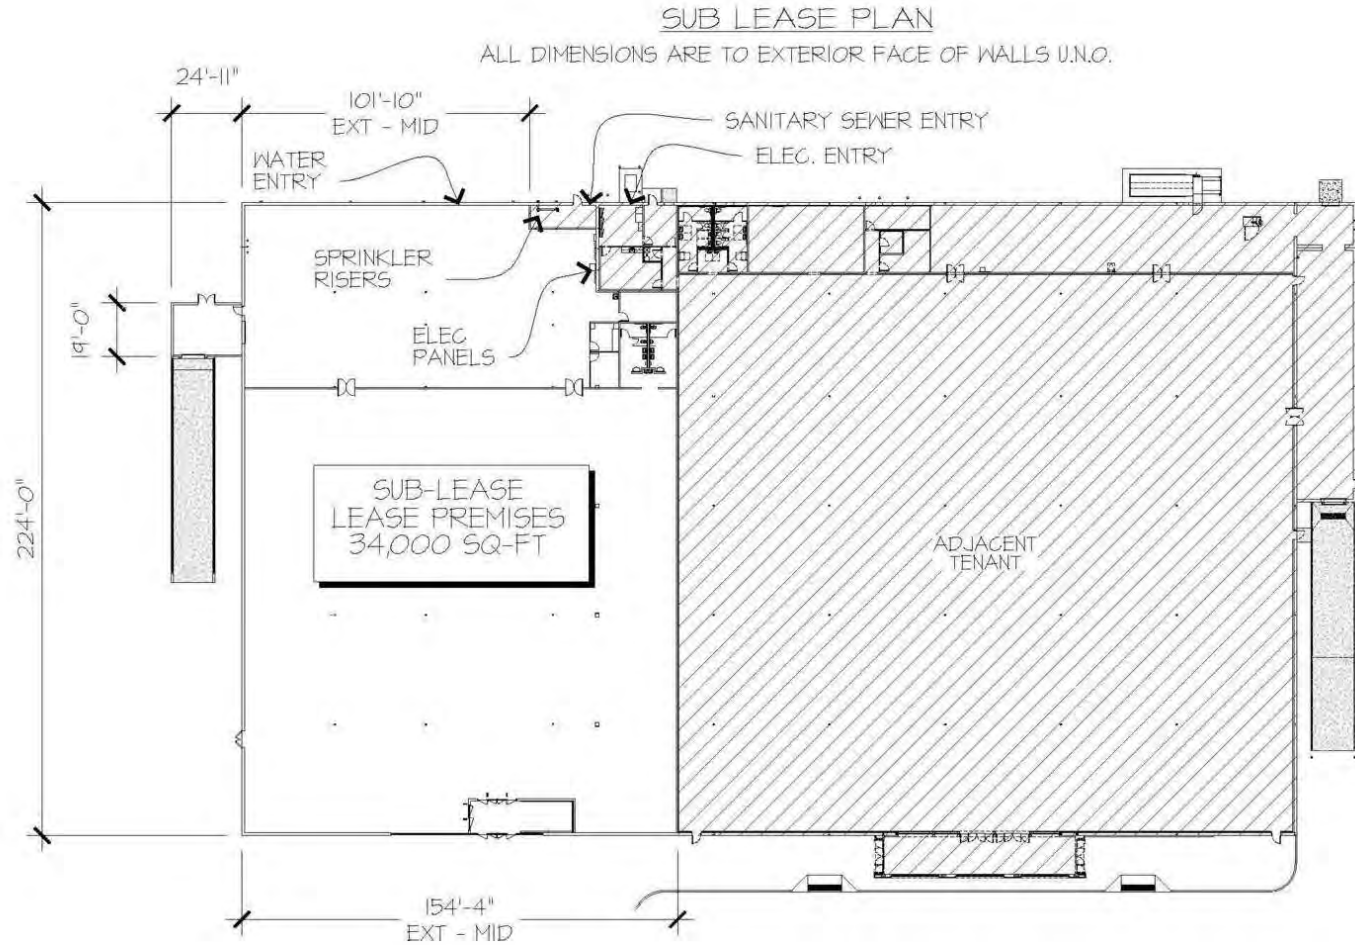 SUB LEASE PLAN
ALL DIMENSIONS ARE TO EXTERIOR FACE OF WALLS U.N.O.
24'-11"
101'-10"
EXT - MID
SANITARY SEWER ENTRY
ELEC. ENTRY
WATER
ENTRY
SPRINKLER
RISERS
19'-0"
ELEC
PANELS
SUB-LEASE
LEASE PREMISES
34,000 SQ-FT
224'-0"
ADJACENT
TENANT
154'-4"
EXT - MID